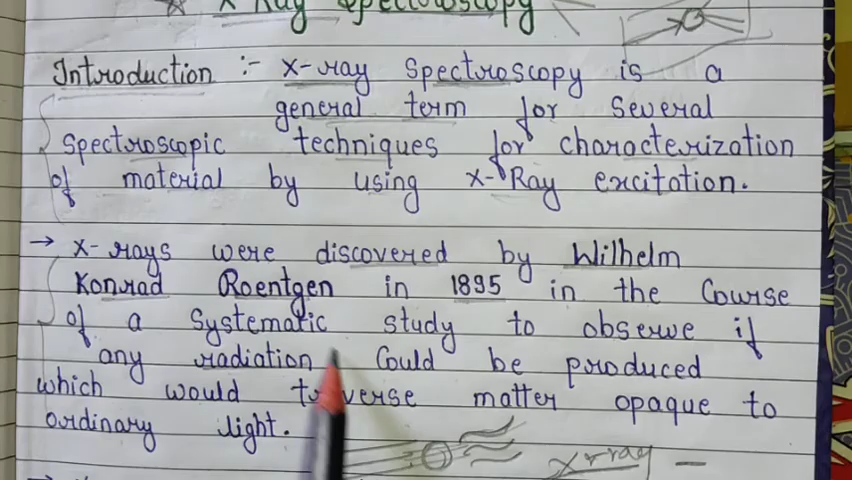 X Ray Spectroscopy
Introduction :- X-ray Spectroscopy is a
general term for several
spectroscopic techniques for characterization
of material by using X-Ray excitation.
→ X-rays were discovered by Wilhelm
Konrad Roentgen in 1895 in the Course
of a Systematic study to observe if
any radiation Could be produced
which would traverse matter opaque to
ordinary light.
X-ray -